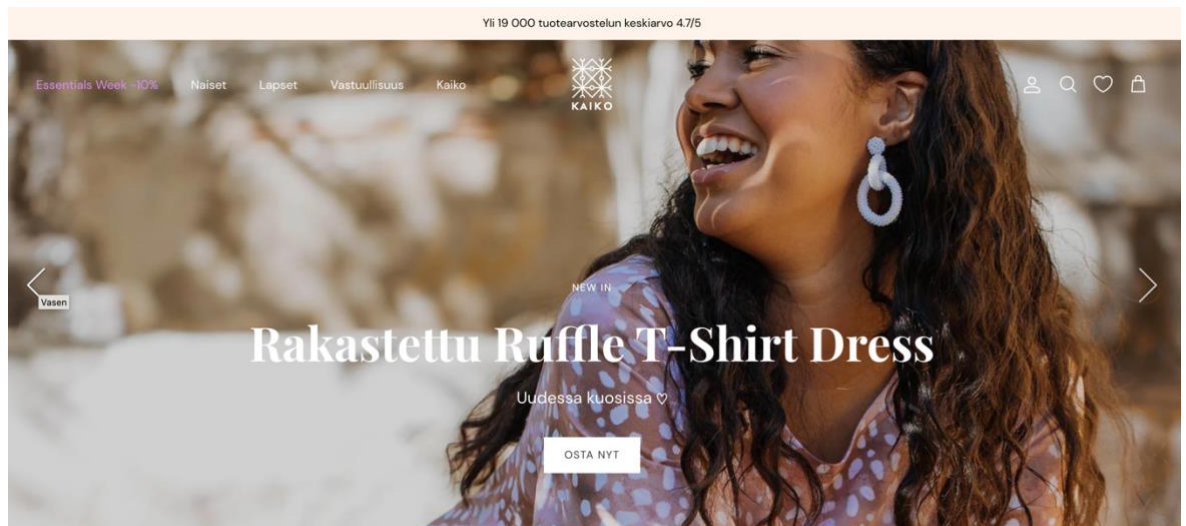 Yli 19 000 tuotearvostelun keskiarvo 4.7/5
Essentials Week -10% Naiset Lapset Vastuullisuus Kaiko
KAIKO
Vasen
NEW IN
Rakastettu Ruffle T-Shirt Dress
Uudessa kuosissa ♡
OSTA NYT